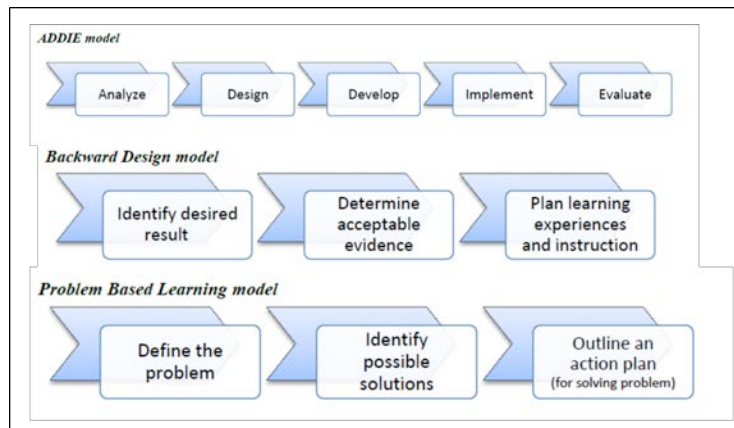 ADDIE model
Analyze
Design
Develop
Implement
Evaluate
Backward Design model
Identify desired
result
Determine
acceptable
evidence
Plan learning
experiences
and instruction
Problem Based Learning model
Define the
problem
Identify
possible
solutions
Outline an
action plan
(for solving problem)